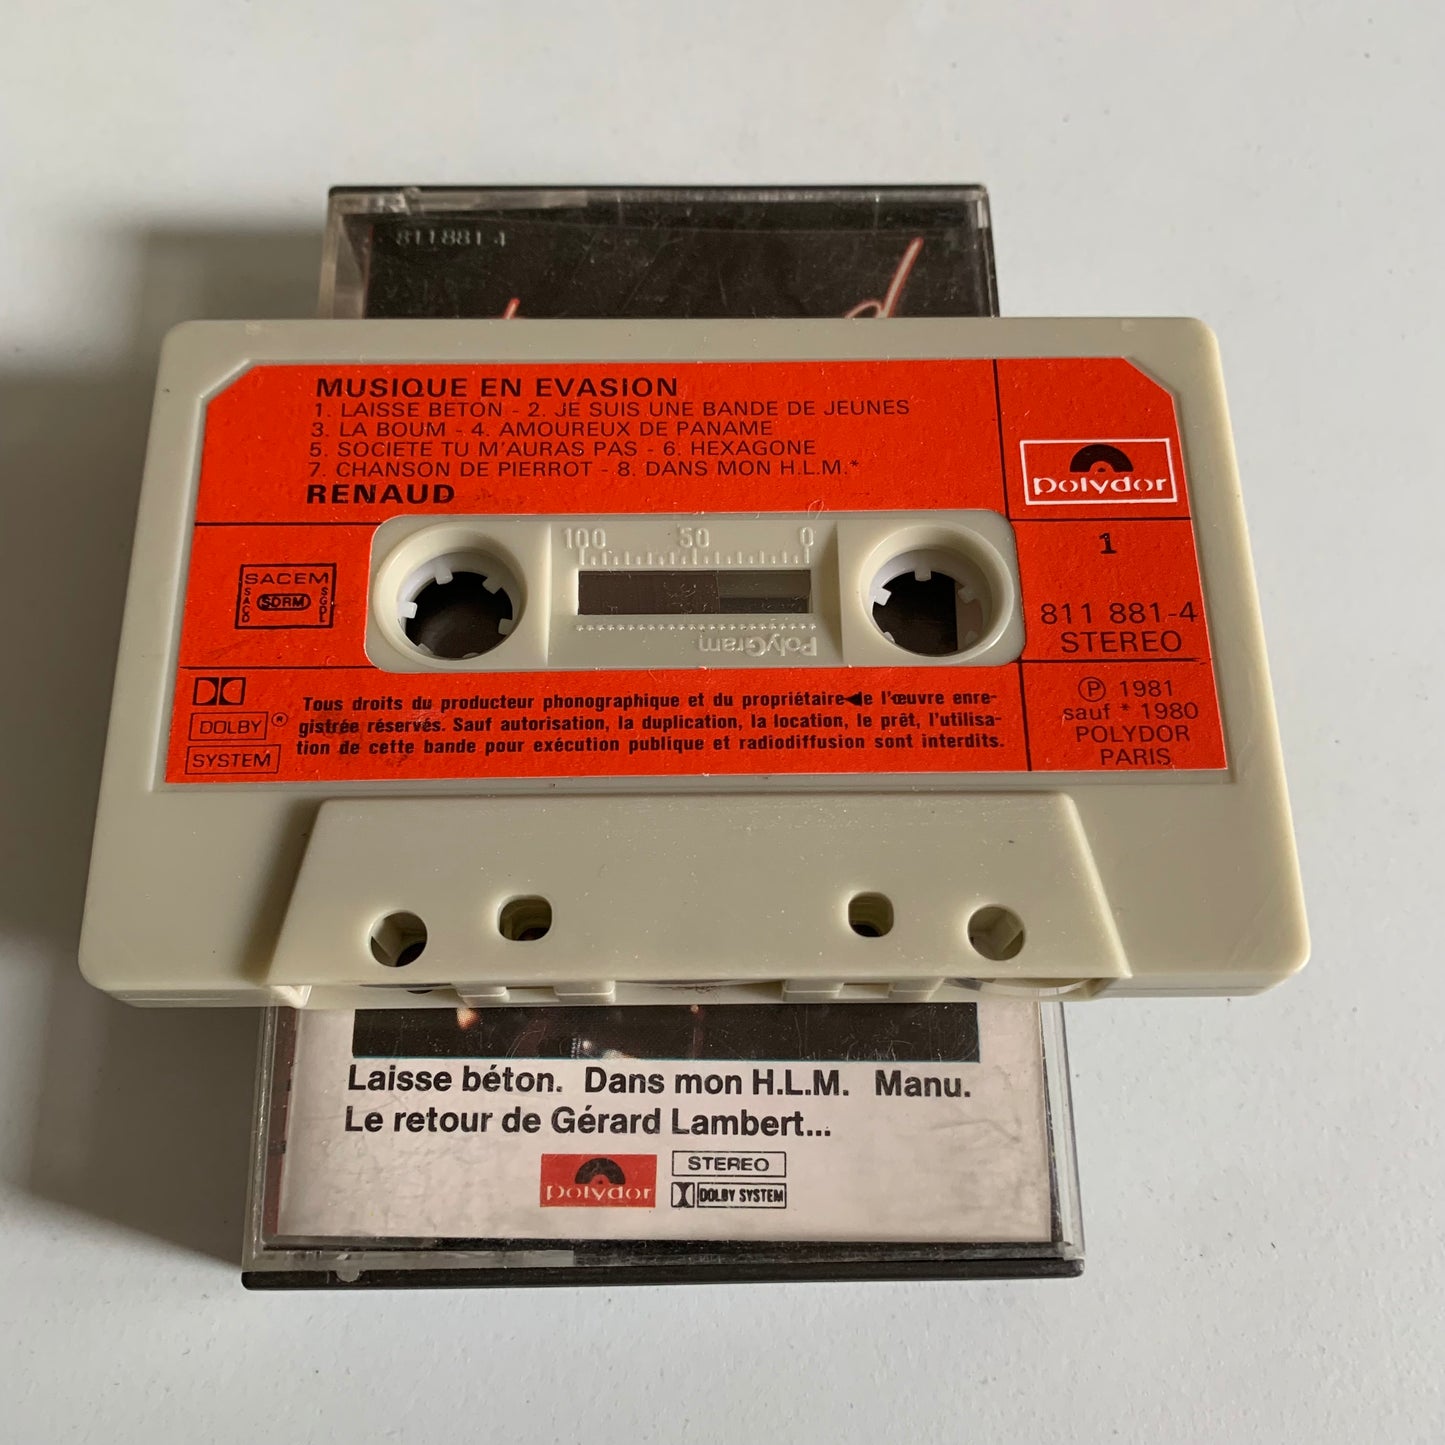 811 881 4
MUSIQUE EN EVASION
1. LAISSE BETON - 2. JE SUIS UNE BANDE DE JEUNES
3. LA BOUM - 4. AMOUREUX DE PANAME
5. SOCIETE TU M'AURAS PAS - 6. HEXAGONE
7. CHANSON DE PIERROT - 8. DANS MON H.L.M.*
RENAUD
polydor
100 50 0
PolyGram
1
811 881-4
STEREO
SACEM
SACD SDRM SGDL
DOLBY ®
SYSTEM
Tous droits du producteur phonographique et du propriétaire de l'œuvre enre-
gistrée réservés. Sauf autorisation, la duplication, la location, le prêt, l'utilisa-
tion de cette bande pour exécution publique et radiodiffusion sont interdits.
℗ 1981
sauf * 1980
POLYDOR
PARIS
Laisse béton. Dans mon H.L.M. Manu.
Le retour de Gérard Lambert...
polydor
STEREO
DOLBY SYSTEM